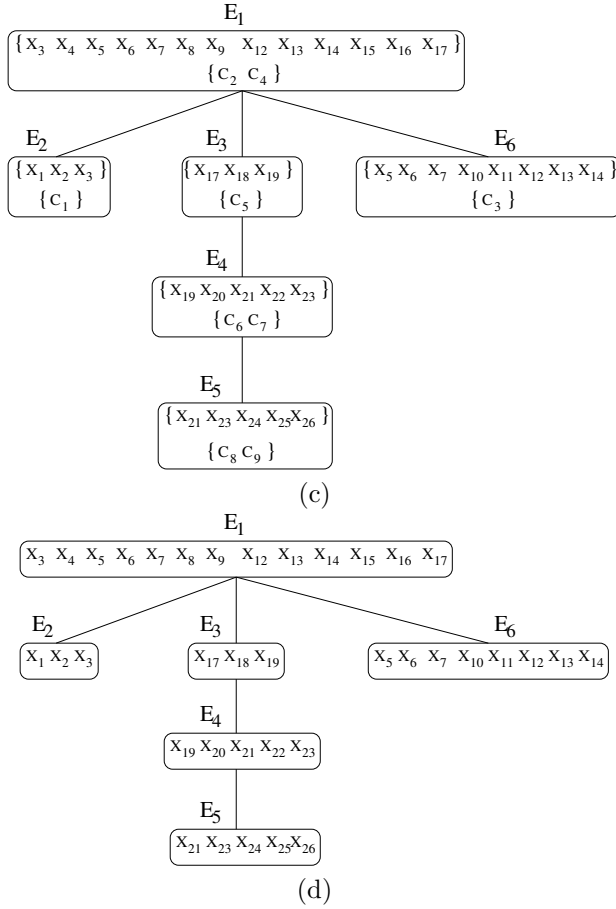 E1
{X3 X4 X5 X6 X7 X8 X9 X12 X13 X14 X15 X16 X17}
{C2 C4}
E2 E3 E6
{X1 X2 X3} {X17 X18 X19} {X5 X6 X7 X10 X11 X12 X13 X14}
{C1} {C5} {C3}
E4
{X19 X20 X21 X22 X23}
{C6 C7}
E5
{X21 X23 X24 X25 X26}
{C8 C9}
(c)
E1
X3 X4 X5 X6 X7 X8 X9 X12 X13 X14 X15 X16 X17
E2 E3 E6
X1 X2 X3 X17 X18 X19 X5 X6 X7 X10 X11 X12 X13 X14
E4
X19 X20 X21 X22 X23
E5
X21 X23 X24 X25 X26
(d)